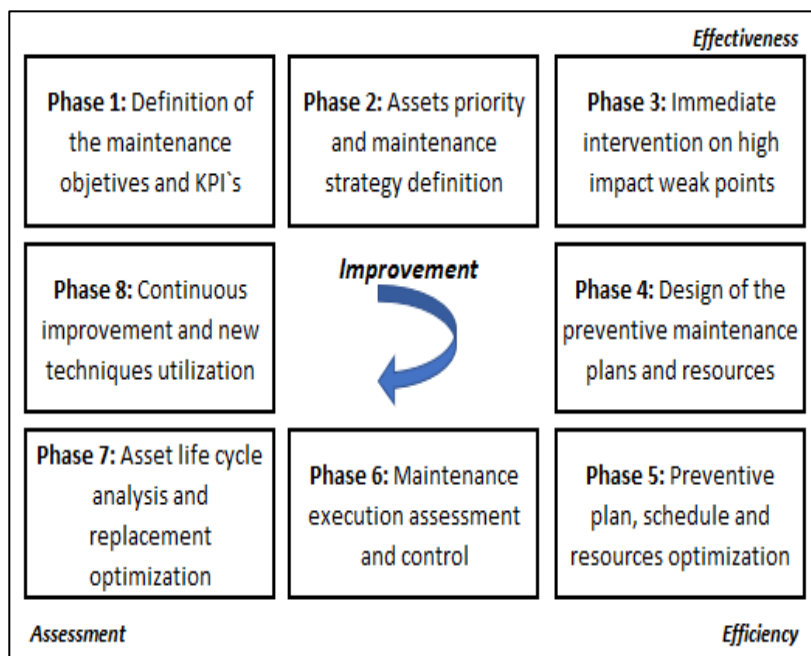 Effectiveness
Phase 1: Definition of
the maintenance
objetives and KPI`s
Phase 2: Assets priority
and maintenance
strategy definition
Phase 3: Immediate
intervention on high
impact weak points
Phase 8: Continuous
improvement and new
techniques utilization
Improvement
Phase 4: Design of the
preventive maintenance
plans and resources
Phase 7: Asset life cycle
analysis and
replacement
optimization
Phase 6: Maintenance
execution assessment
and control
Phase 5: Preventive
plan, schedule and
resources optimization
Assessment
Efficiency